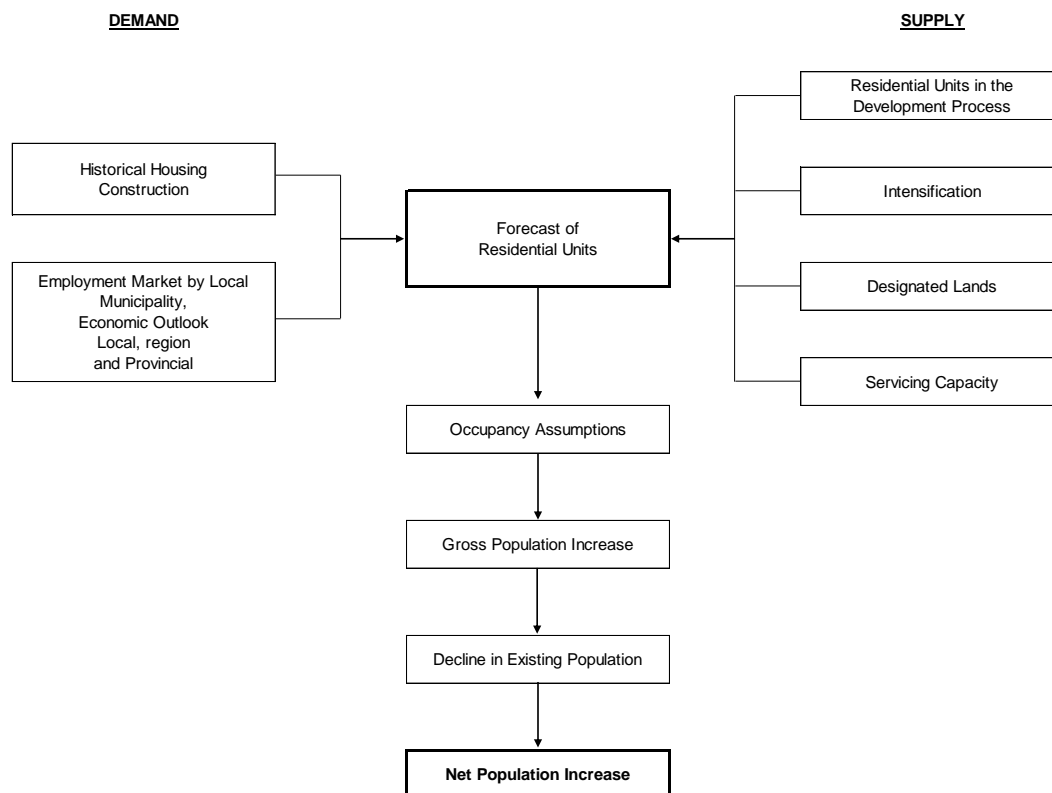 DEMAND
SUPPLY
Residential Units in the
Development Process
Historical Housing
Construction
Intensification
Forecast of
Residential Units
Employment Market by Local
Municipality,
Economic Outlook
Local, region
and Provincial
Designated Lands
Servicing Capacity
Occupancy Assumptions
Gross Population Increase
Decline in Existing Population
Net Population Increase